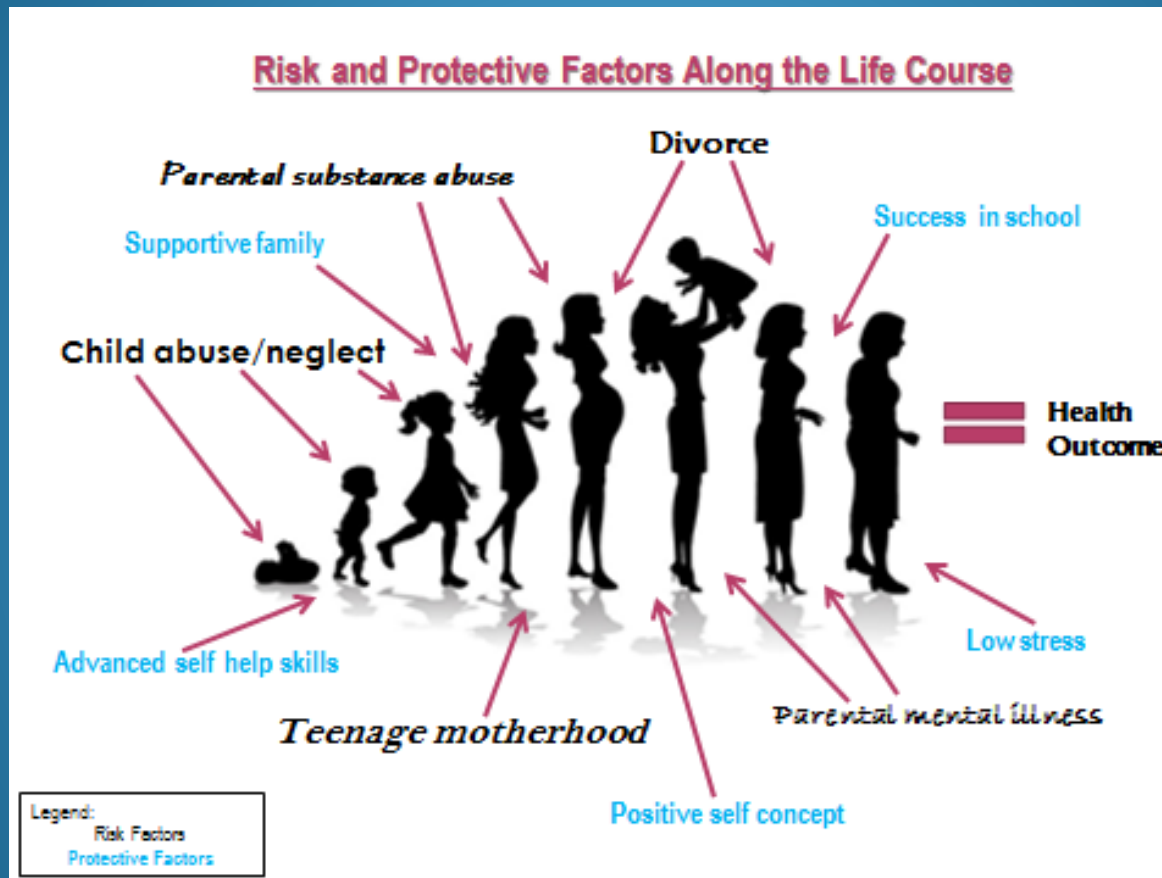 Risk and Protective Factors Along the Life Course
Divorce
Parental substance abuse
Success in school
Supportive family
Child abuse/neglect
Health
Outcome
Low stress
Advanced self help skills
Parental mental illness
Teenage motherhood
Positive self concept
Legend:
Risk Factors
Protective Factors